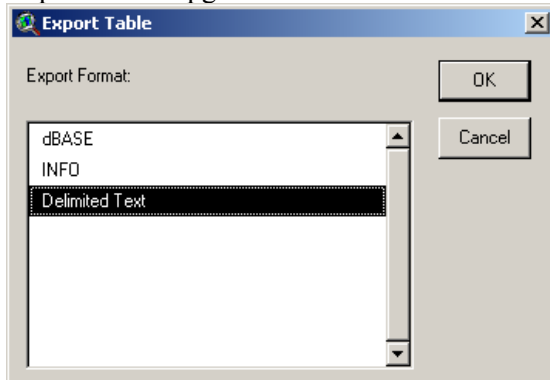 Export Table
Export Format:
OK
dBASE
Cancel
INFO
Delimited Text